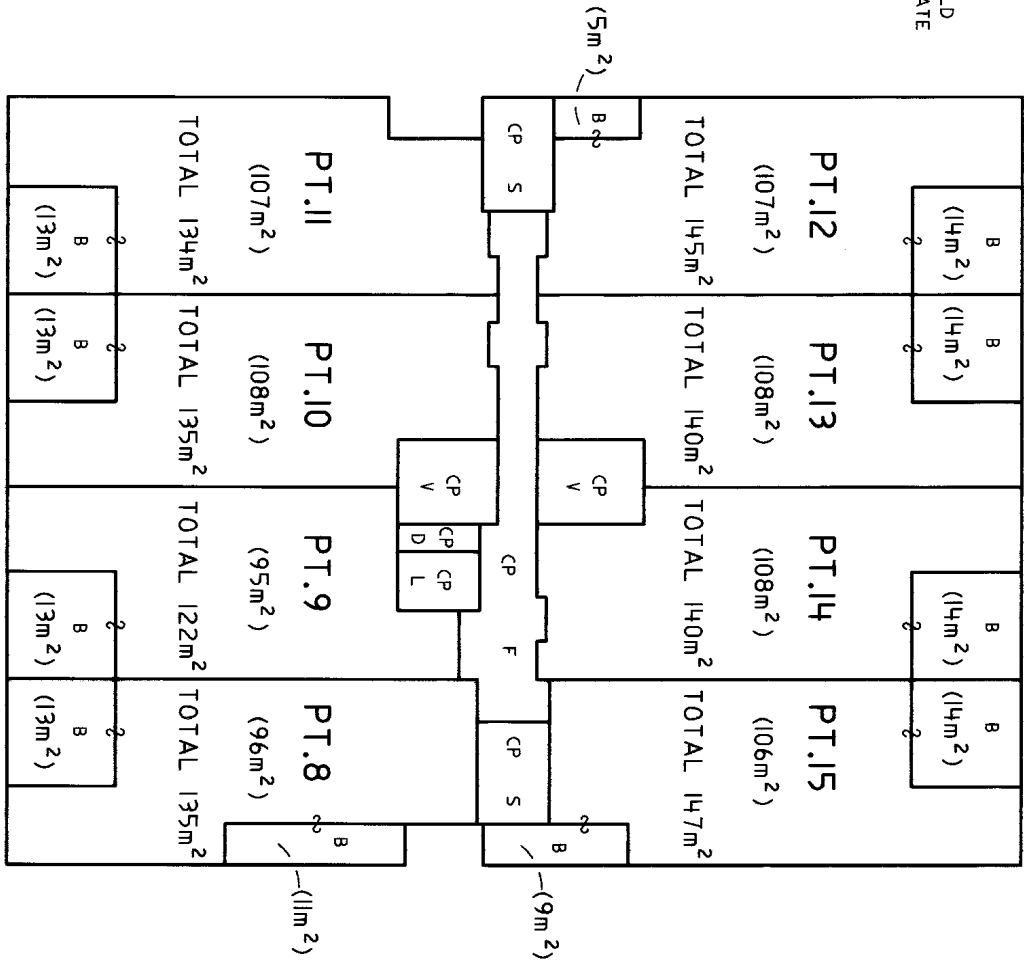 B
B
B
B
(14m²)
(14m²)
(14m²)
(14m²)
PT.12
PT.13
PT.14
PT.15
(107m²)
(108m²)
(108m²)
(106m²)
TOTAL 145m²
TOTAL 140m²
TOTAL 140m²
TOTAL 147m²
(5m²)
B
CP
V
B
(9m²)
CP S
CP F
CP S
CP
V
CP
D
CP
L
B
(11m²)
PT.11
PT.10
PT.9
PT.8
(107m²)
(108m²)
(95m²)
(96m²)
TOTAL 134m²
TOTAL 135m²
TOTAL 122m²
TOTAL 135m²
B
B
B
B
(13m²)
(13m²)
(13m²)
(13m²)